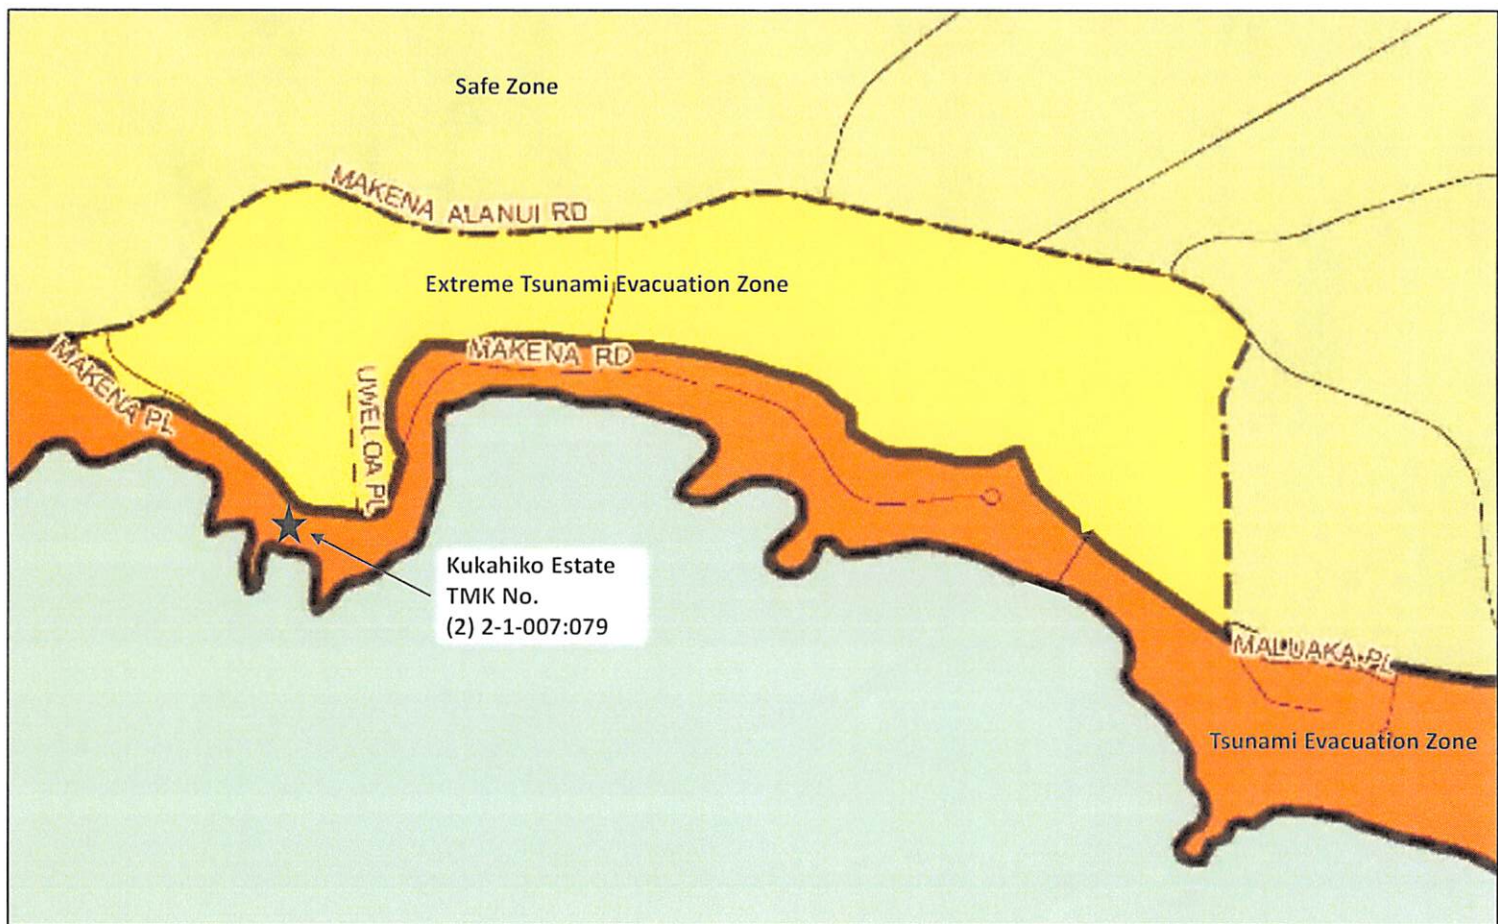 Safe Zone
MAKENA ALANUI RD
Extreme Tsunami Evacuation Zone
MAKENA RD
MAKENA PL
UWELOA PL
Kukahiko Estate
TMK No.
(2) 2-1-007:079
MALUAKA PL
Tsunami Evacuation Zone